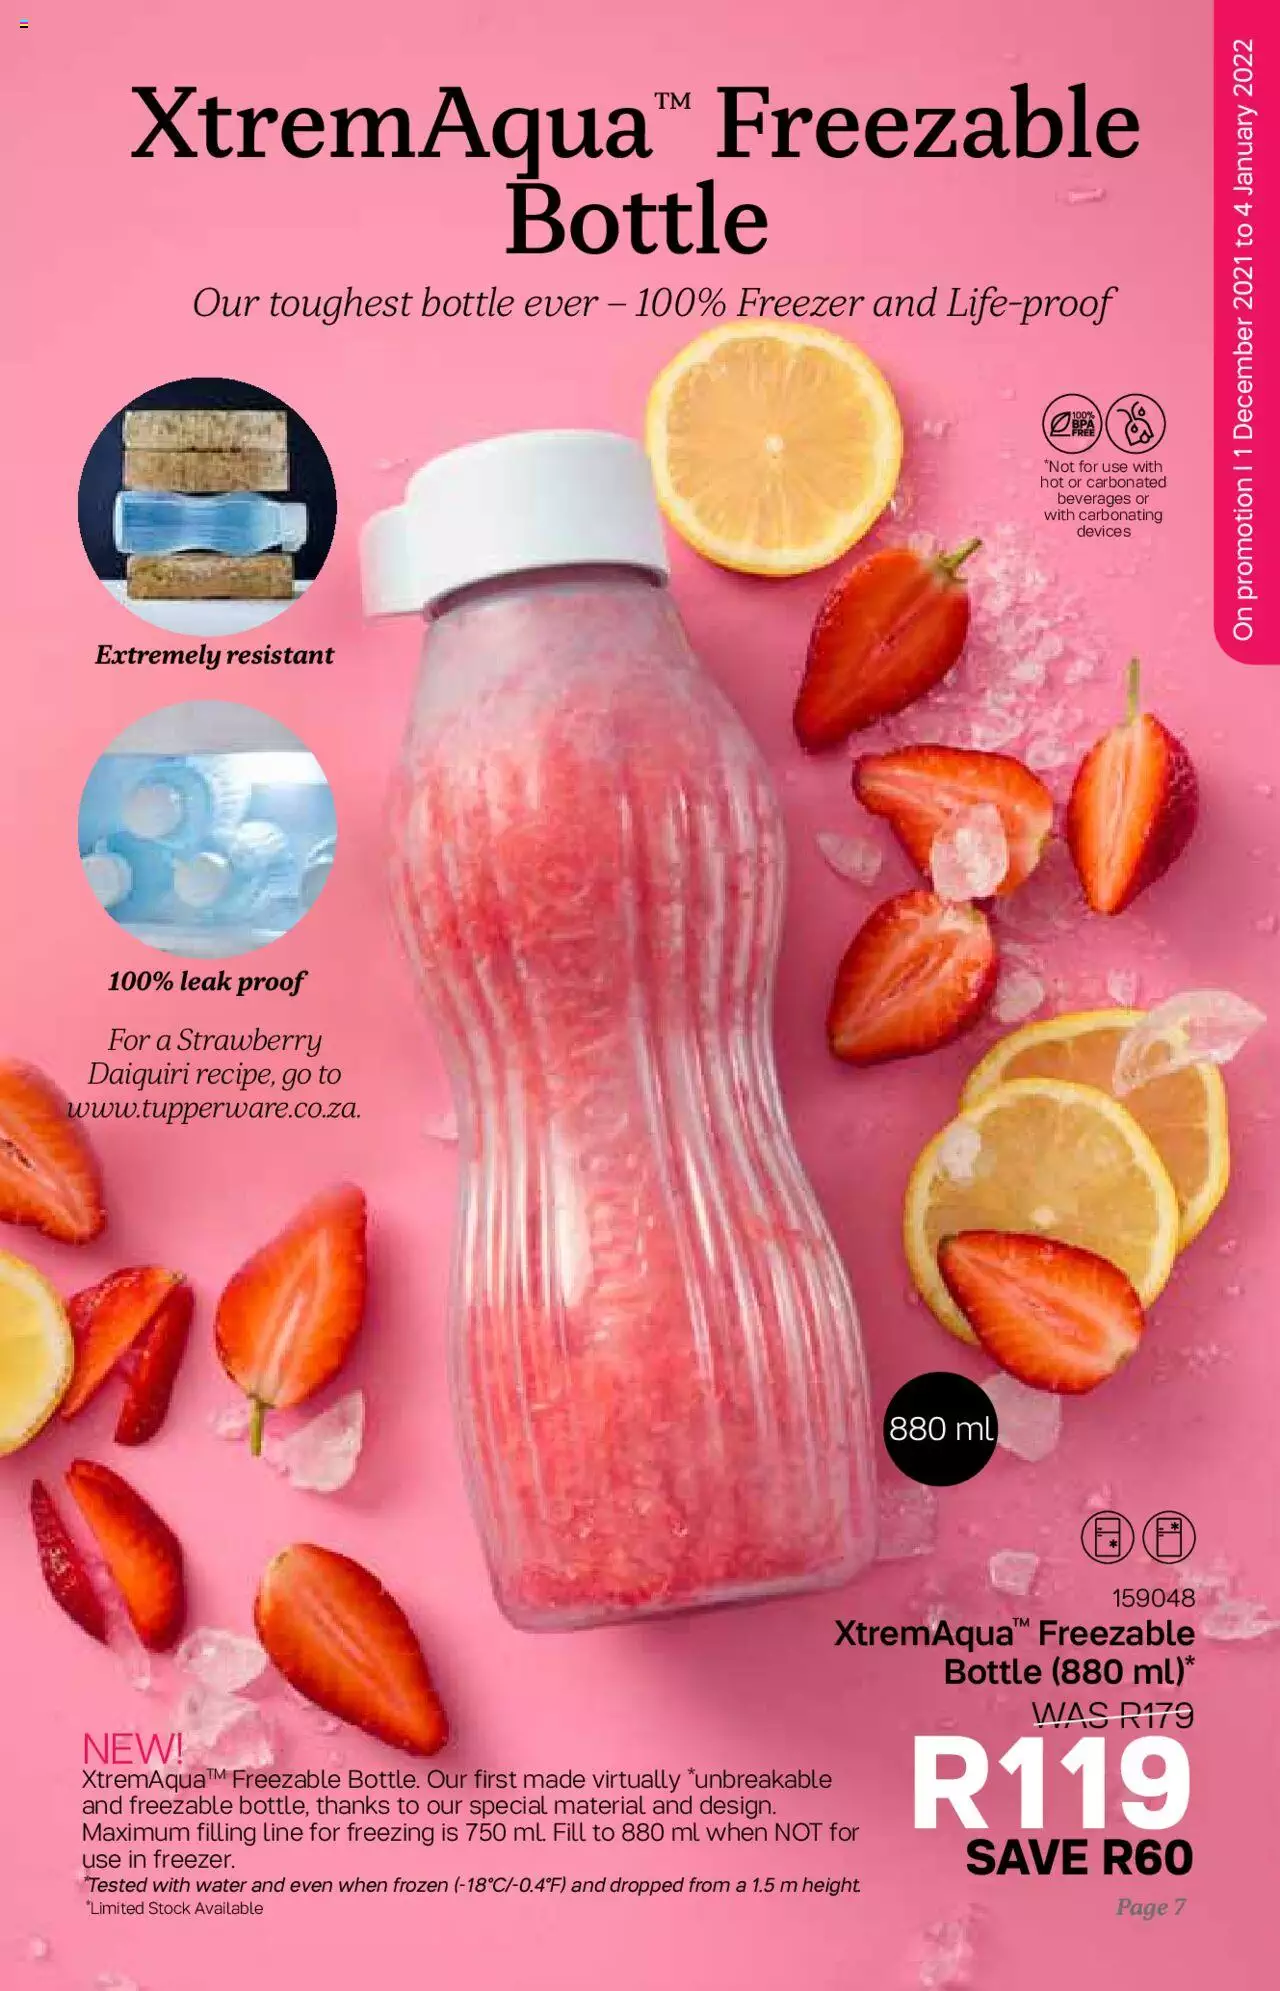 XtremAqua™ Freezable
Bottle
Our toughest bottle ever – 100% Freezer and Life-proof
On promotion I 1 December 2021 to 4 January 2022
100%
BPA
FREE
*Not for use with
hot or carbonated
beverages or
with carbonating
devices
Extremely resistant
100% leak proof
For a Strawberry
Daiquiri recipe, go to
www.tupperware.co.za.
880 ml
159048
XtremAqua™ Freezable
Bottle (880 ml)*
WAS R179
R119
SAVE R60
NEW!
XtremAqua™ Freezable Bottle. Our first made virtually *unbreakable
and freezable bottle, thanks to our special material and design.
Maximum filling line for freezing is 750 ml. Fill to 880 ml when NOT for
use in freezer.
*Tested with water and even when frozen (-18°C/-0.4°F) and dropped from a 1.5 m height.
*Limited Stock Available
Page 7